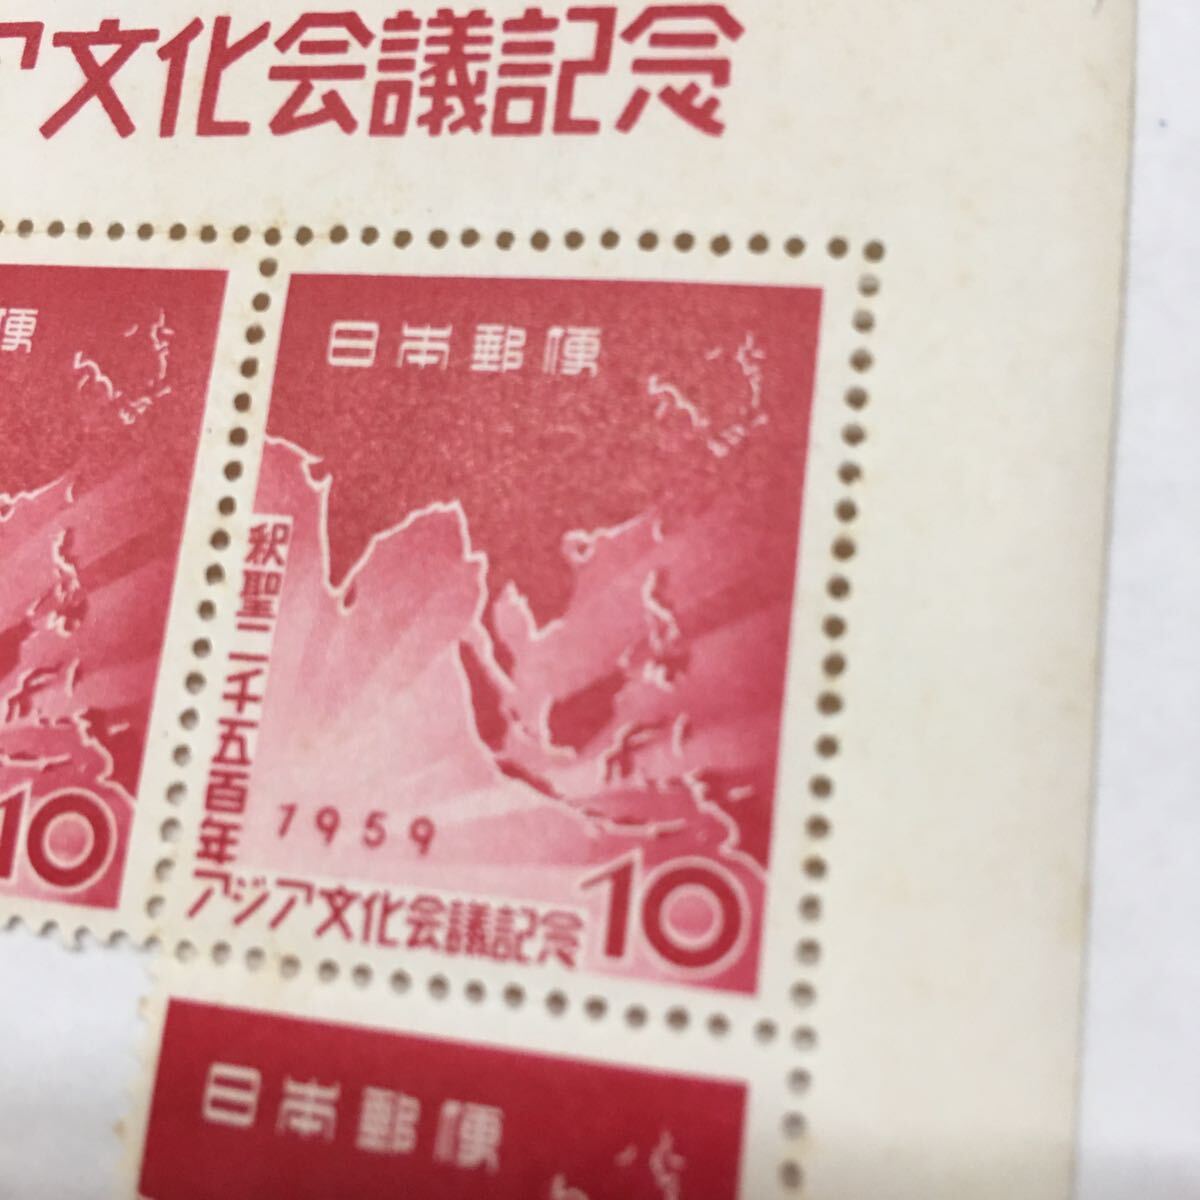 ア文化会議記念
便
10
日本郵便
釈聖二千五百年
1959
アジア文化会議記念
10
日本郵便